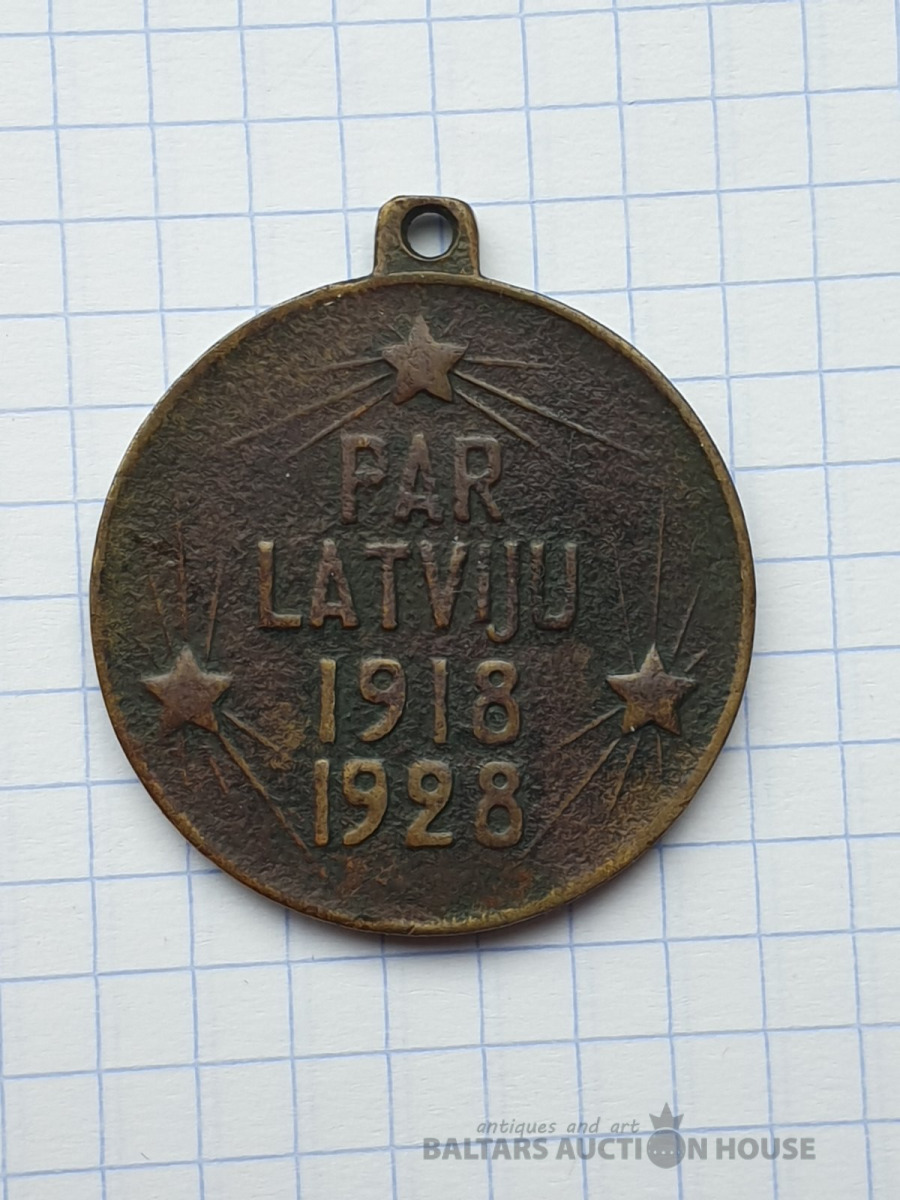 PAR
LATViJU
1918
1928
antiques and art
BALTARS AUCTION HOUSE